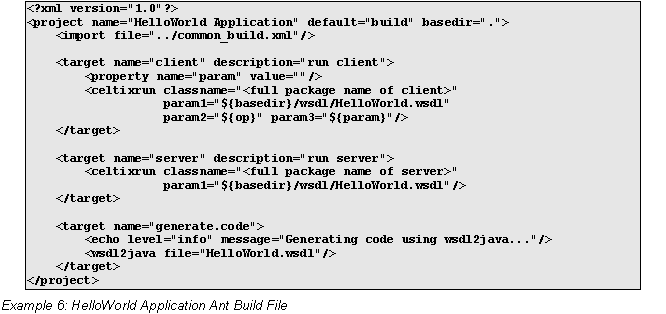 <?xml version="1.0"?>
<project name="HelloWorld Application" default="build" basedir=".">
    <import file="../common_build.xml"/>

    <target name="client" description="run client">
        <property name="param" value=""/>
        <celtixrun classname="<full package name of client>"
                   param1="${basedir}/wsdl/HelloWorld.wsdl"
                   param2="${op}" param3="${param}"/>
    </target>

    <target name="server" description="run server">
        <celtixrun classname="<full package name of server>"
                   param1="${basedir}/wsdl/HelloWorld.wsdl"/>
    </target>

    <target name="generate.code">
        <echo level="info" message="Generating code using wsdl2java..."/>
        <wsdl2java file="HelloWorld.wsdl"/>
    </target>
</project>
Example 6: HelloWorld Application Ant Build File